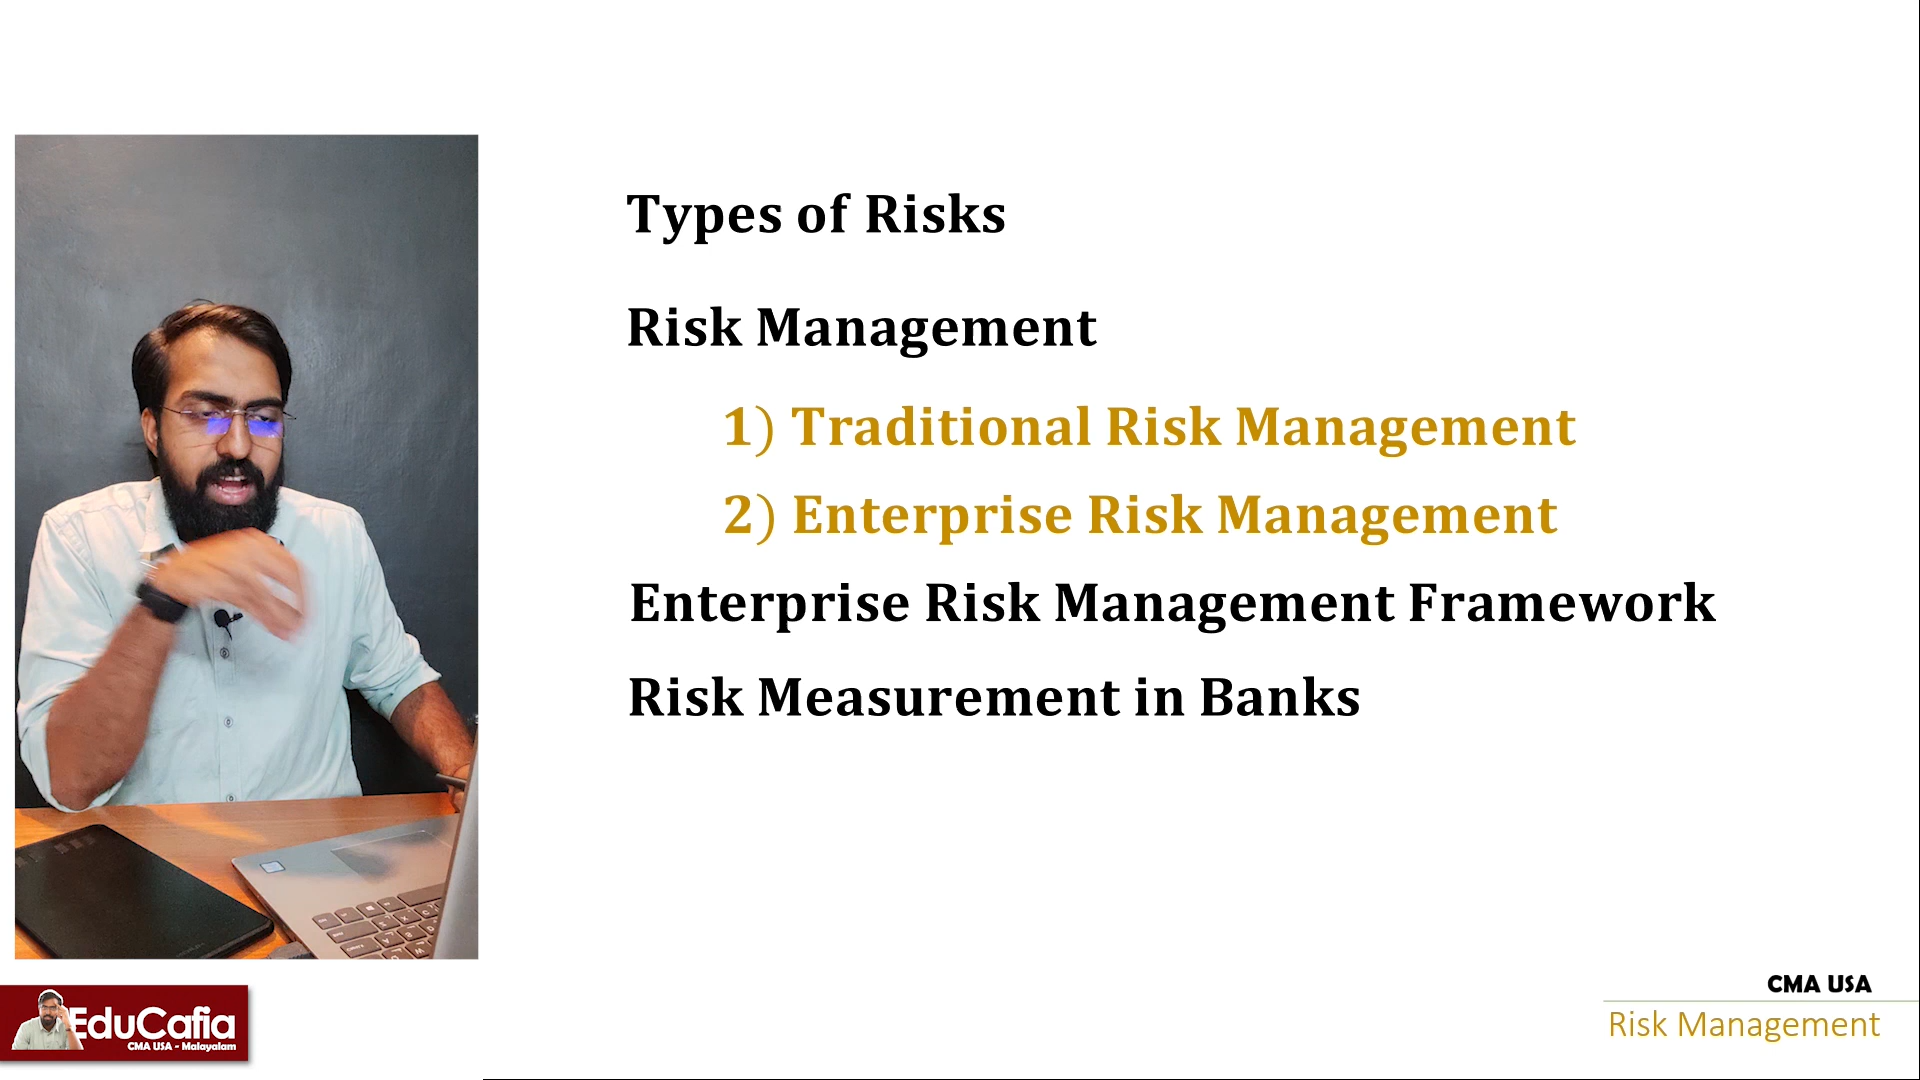 Types of Risks
Risk Management
1) Traditional Risk Management
2) Enterprise Risk Management
Enterprise Risk Management Framework
Risk Measurement in Banks
EduCafia
CMA USA - Malayalam
CMA USA
Risk Management